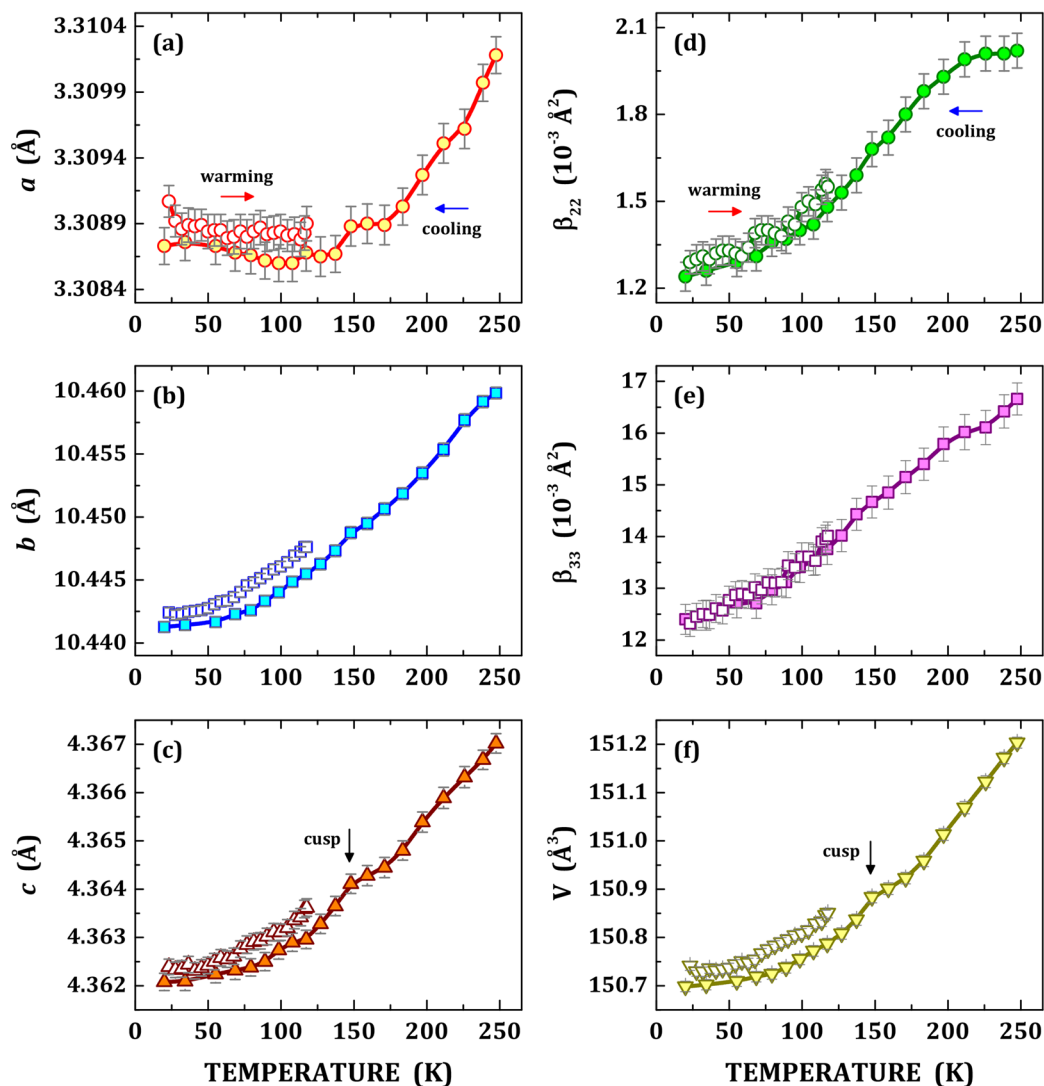 (a)
a (Å)
3.3104
3.3099
3.3094
3.3089
3.3084
warming
cooling
0 50 100 150 200 250
(d)
β22 (10-3 Å2)
2.1
1.8
1.5
1.2
cooling
warming
0 50 100 150 200 250
(b)
b (Å)
10.460
10.455
10.450
10.445
10.440
0 50 100 150 200 250
(e)
β33 (10-3 Å2)
17
16
15
14
13
12
0 50 100 150 200 250
(c)
c (Å)
4.367
4.366
4.365
4.364
4.363
4.362
cusp
0 50 100 150 200 250
TEMPERATURE (K)
(f)
V (Å3)
151.2
151.1
151.0
150.9
150.8
150.7
cusp
0 50 100 150 200 250
TEMPERATURE (K)